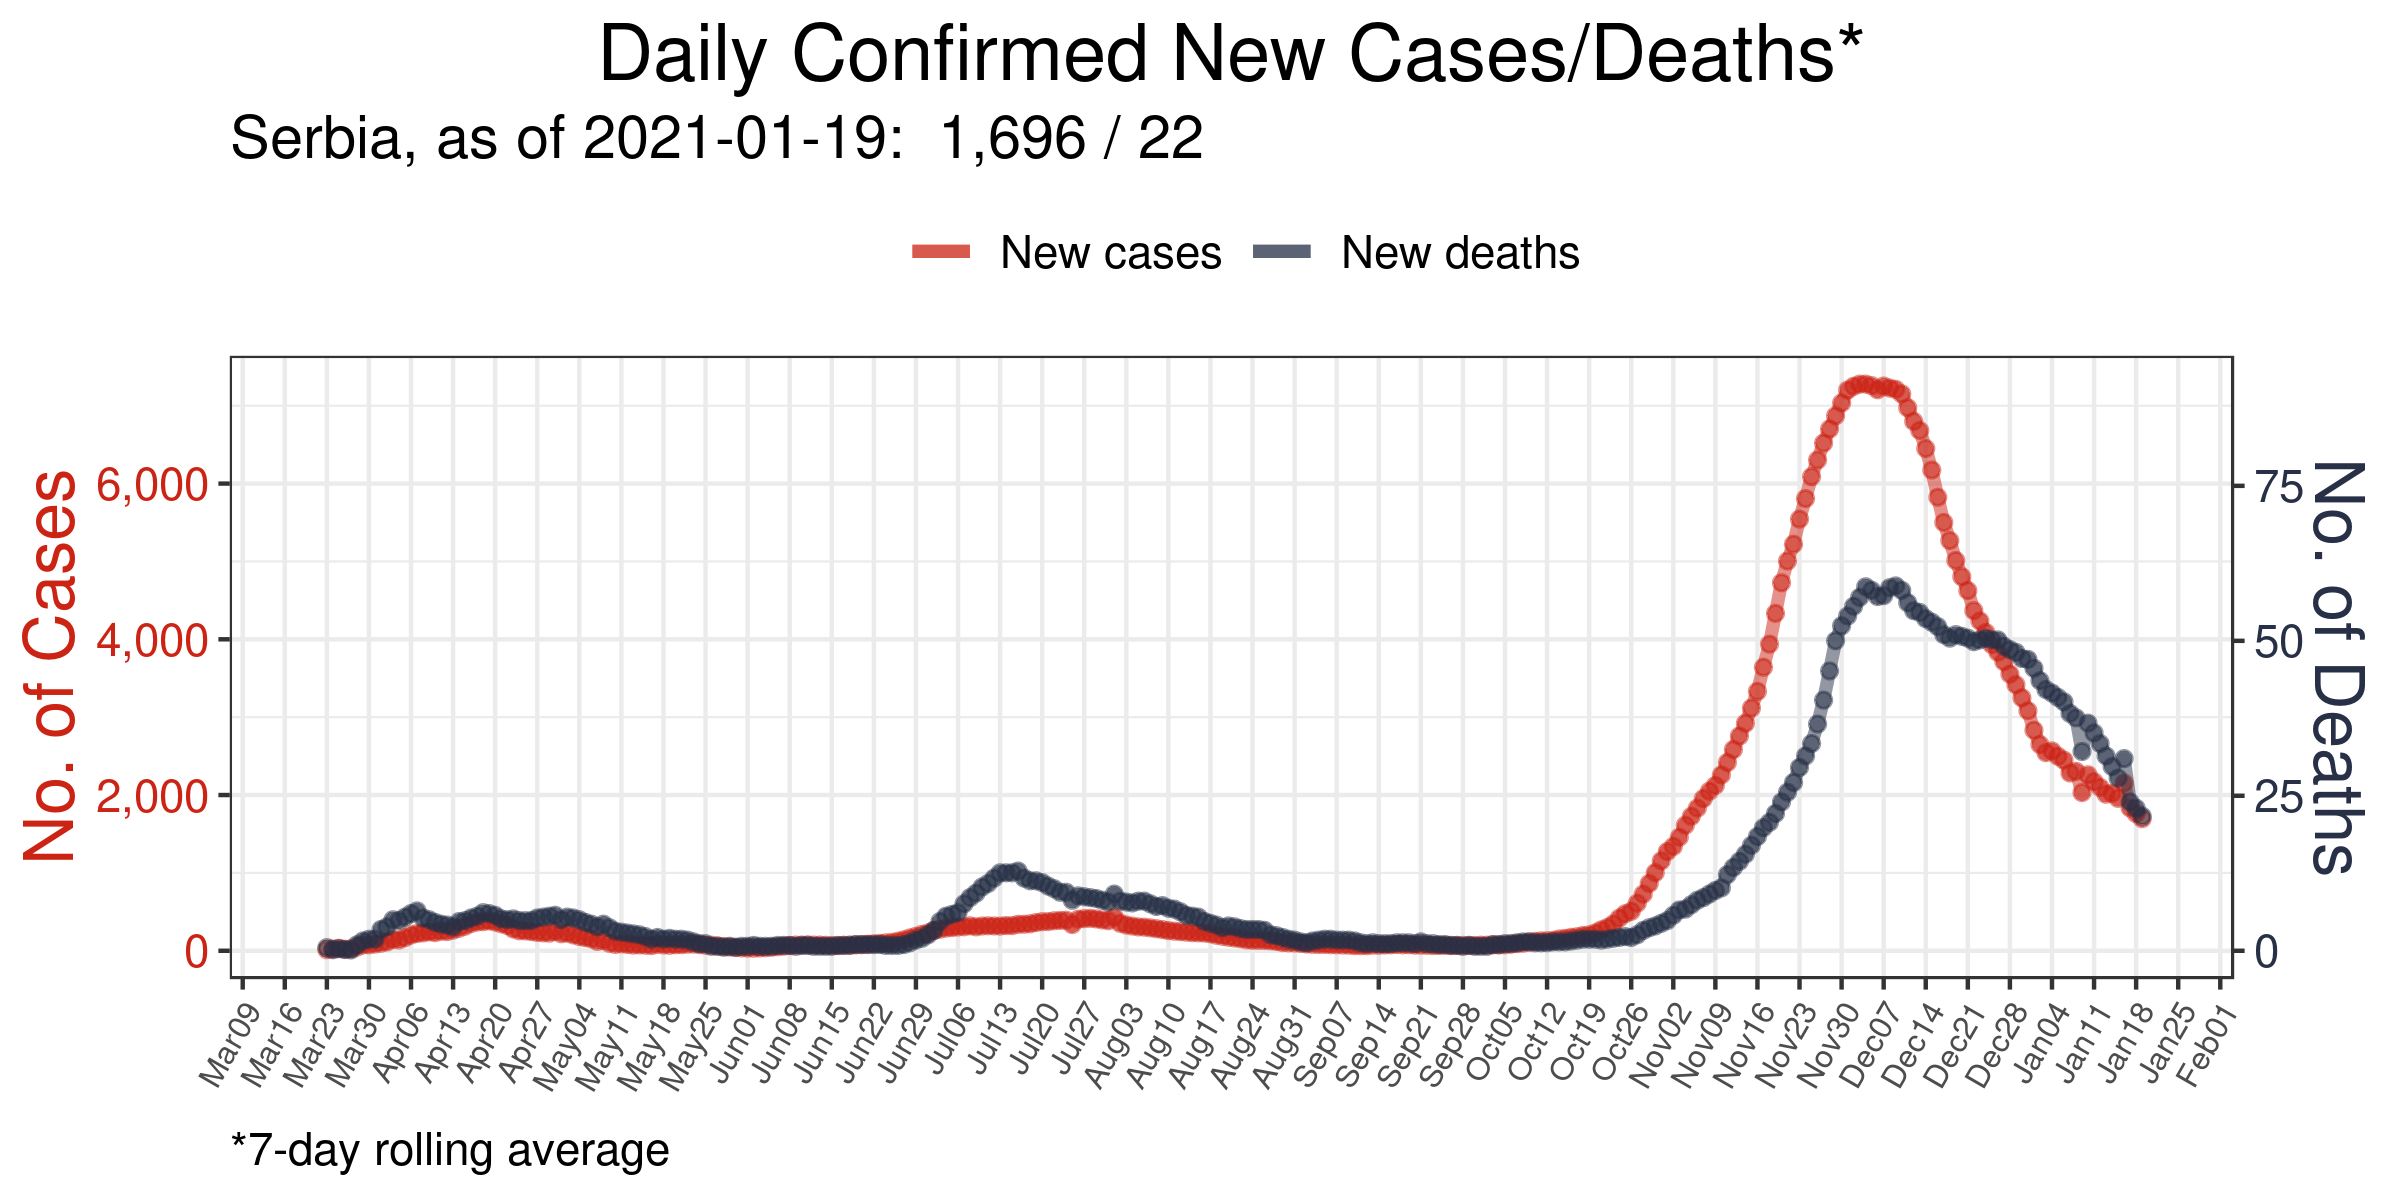 Daily Confirmed New Cases/Deaths*
Serbia, as of 2021-01-19:  1,696 / 22
New cases New deaths
No. of Cases
6,000
4,000
2,000
0
75
50
25
0
No. of Deaths
Mar09 Mar16 Mar23 Mar30 Apr06 Apr13 Apr20 Apr27 May04 May11 May18 May25 Jun01 Jun08 Jun15 Jun22 Jun29 Jul06 Jul13 Jul20 Jul27 Aug03 Aug10 Aug17 Aug24 Aug31 Sep07 Sep14 Sep21 Sep28 Oct05 Oct12 Oct19 Oct26 Nov02 Nov09 Nov16 Nov23 Nov30 Dec07 Dec14 Dec21 Dec28 Jan04 Jan11 Jan18 Jan25 Feb01
*7-day rolling average